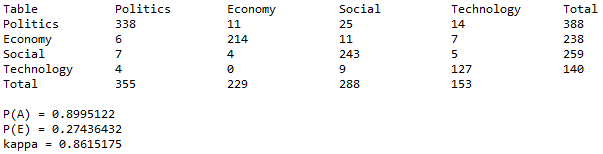 Table Politics Economy Social Technology Total
Politics 338 11 25 14 388
Economy 6 214 11 7 238
Social 7 4 243 5 259
Technology 4 0 9 127 140
Total 355 229 288 153
P(A) = 0.8995122
P(E) = 0.27436432
kappa = 0.8615175